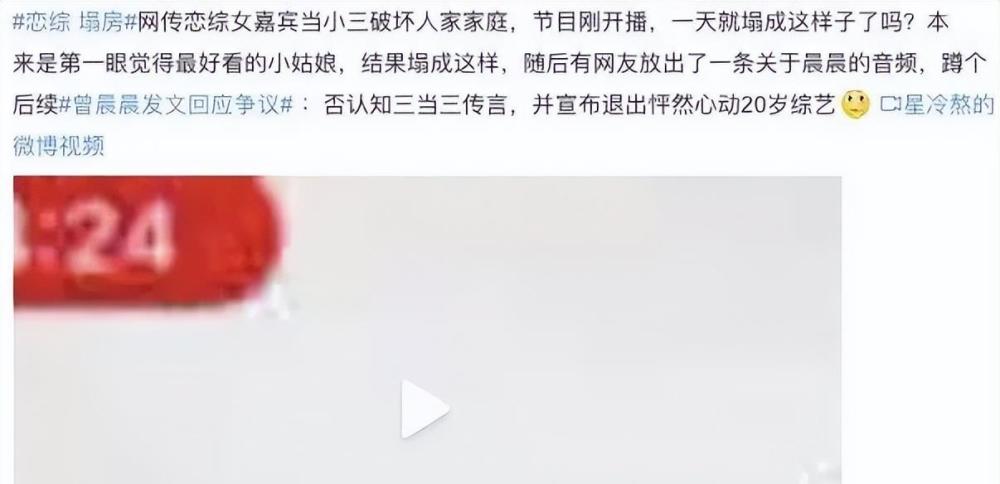 #恋综 塌房#网传恋综女嘉宾当小三破坏人家家庭，节目刚开播，一天就塌成这样子了吗？本
来是第一眼觉得最好看的小姑娘，结果塌成这样，随后有网友放出了一条关于晨晨的音频，蹲个
后续#曾晨晨发文回应争议#：否认知三当三传言，并宣布退出怦然心动20岁综艺 星冷熬的
微博视频
:24